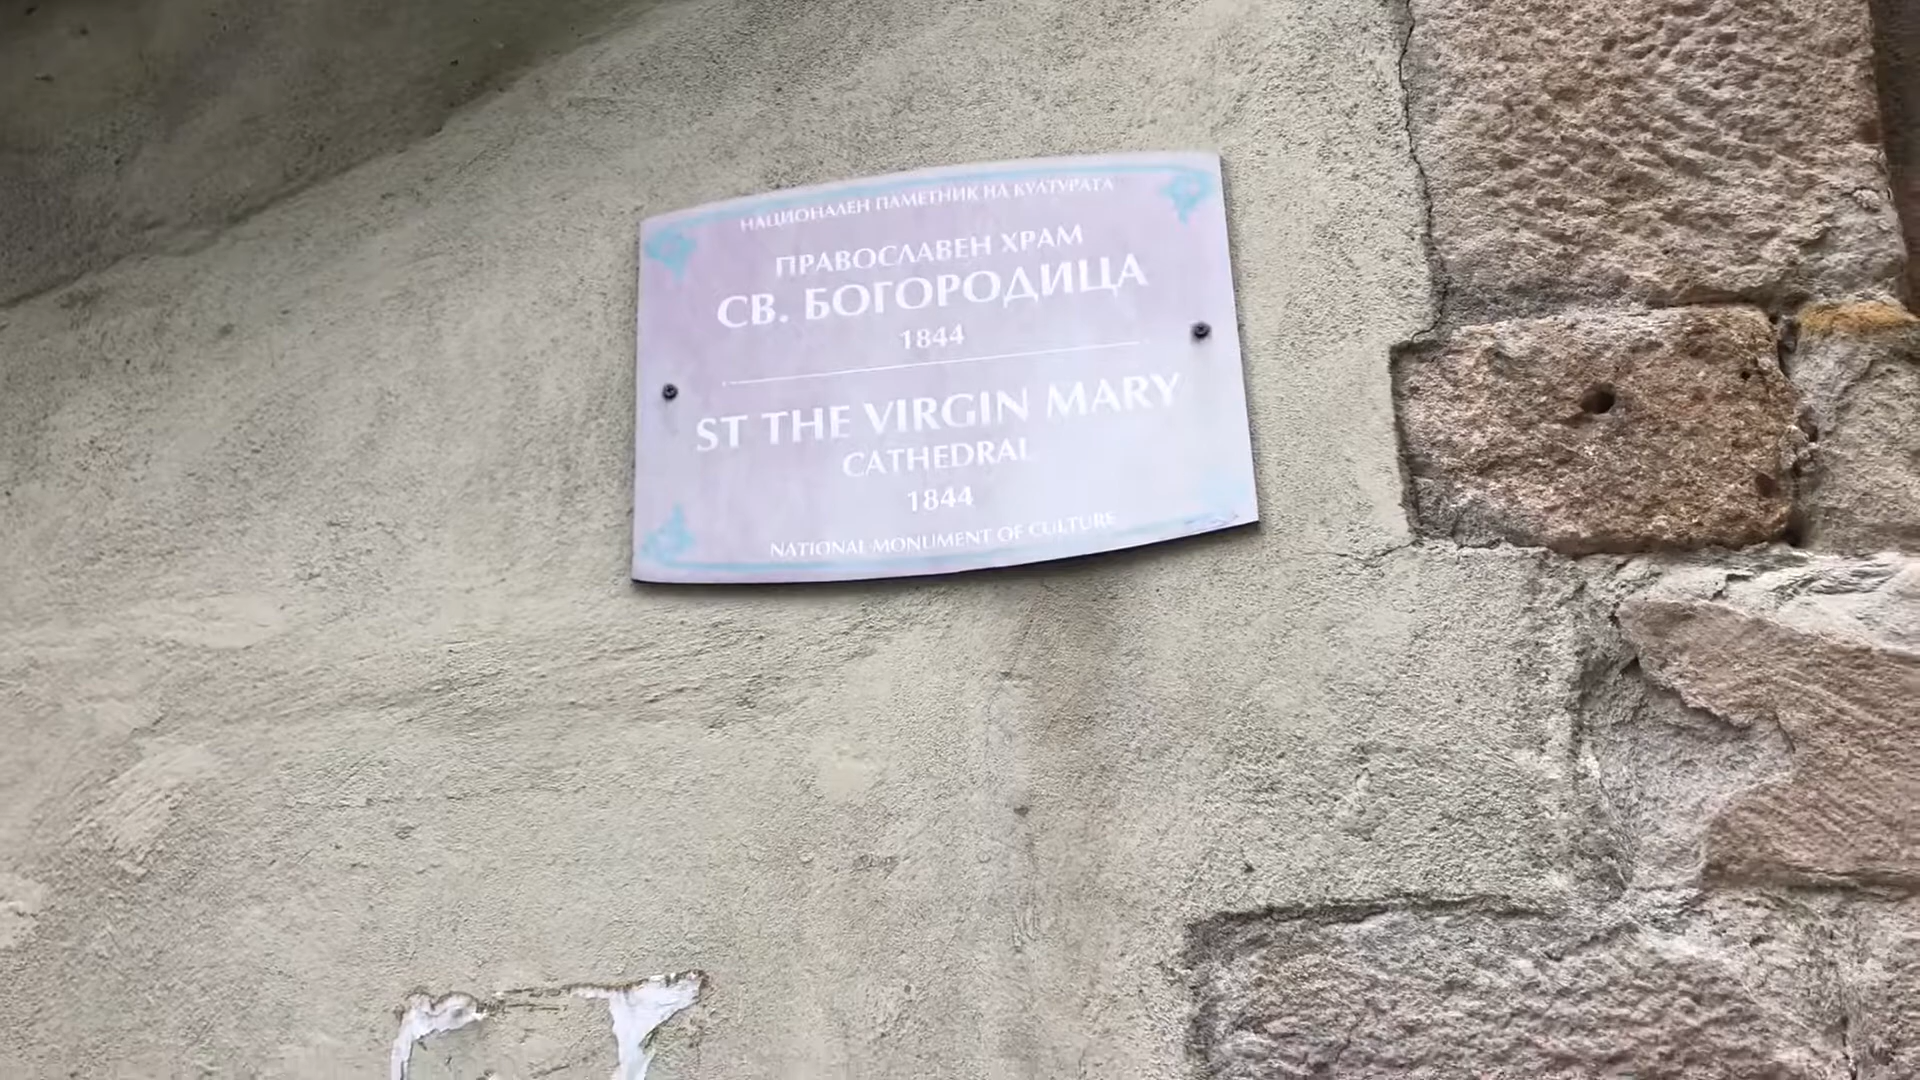 НАЦИОНАЛЕН ПАМЕТНИК НА КУЛТУРАТА
ПРАВОСЛАВЕН ХРАМ
СВ. БОГОРОДИЦА
1844
ST THE VIRGIN MARY
CATHEDRAL
1844
NATIONAL MONUMENT OF CULTURE